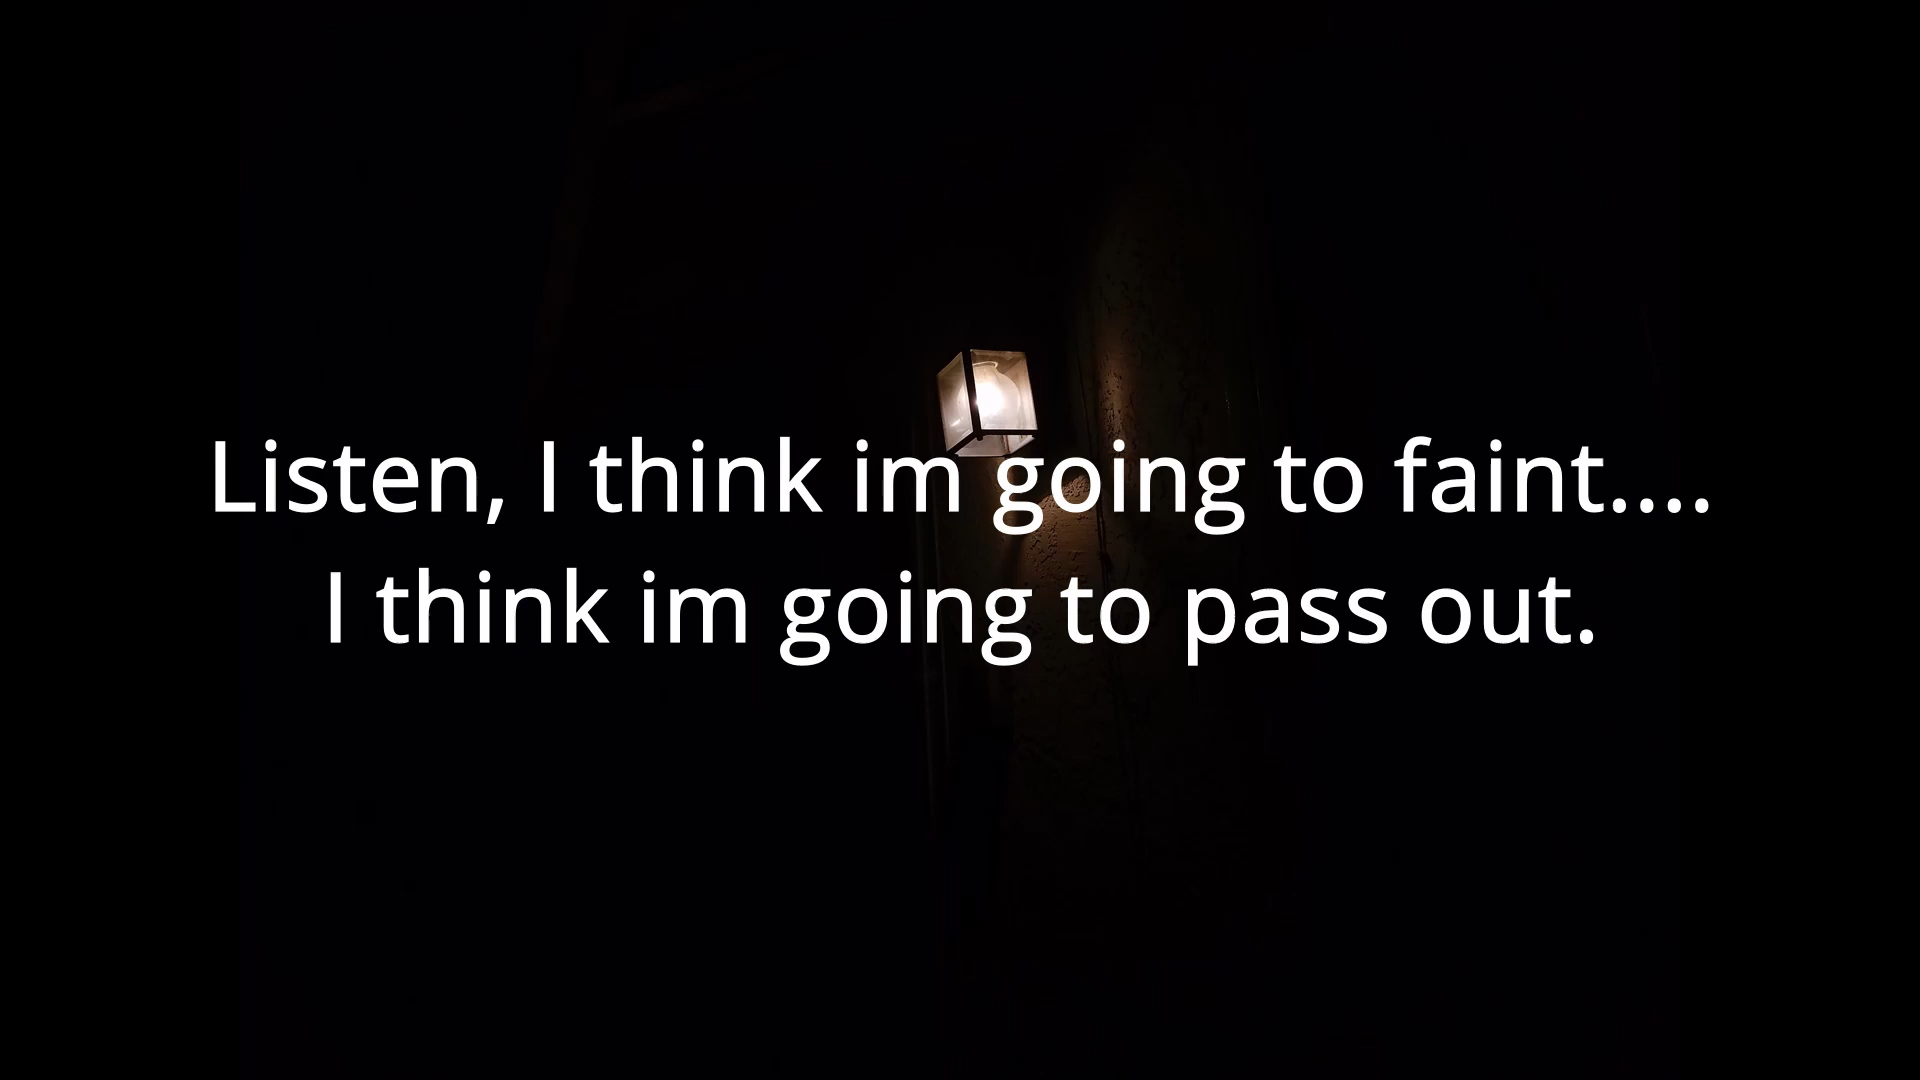 Listen, I think im going to faint....
I think im going to pass out.